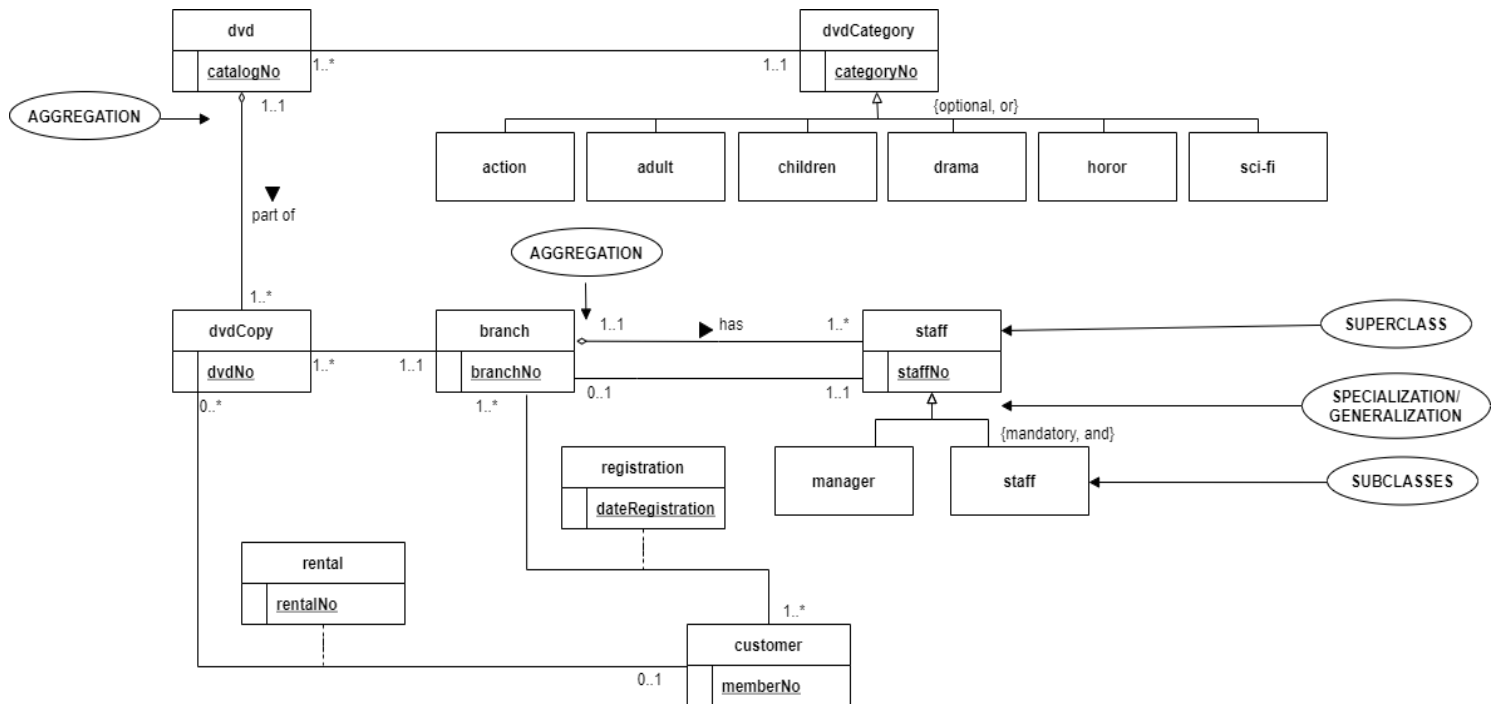 dvd
catalogNo
dvdCategory
categoryNo
1..*
1..1
1..1
AGGREGATION
{optional, or}
action
adult
children
drama
horor
sci-fi
part of
AGGREGATION
1..*
dvdCopy
dvdNo
branch
branchNo
1..1
has
1..*
staff
staffNo
SUPERCLASS
1..*
1..1
0..1
1..1
0..*
1..*
SPECIALIZATION/
GENERALIZATION
{mandatory, and}
manager
staff
SUBCLASSES
registration
dateRegistration
rental
rentalNo
1..*
customer
memberNo
0..1